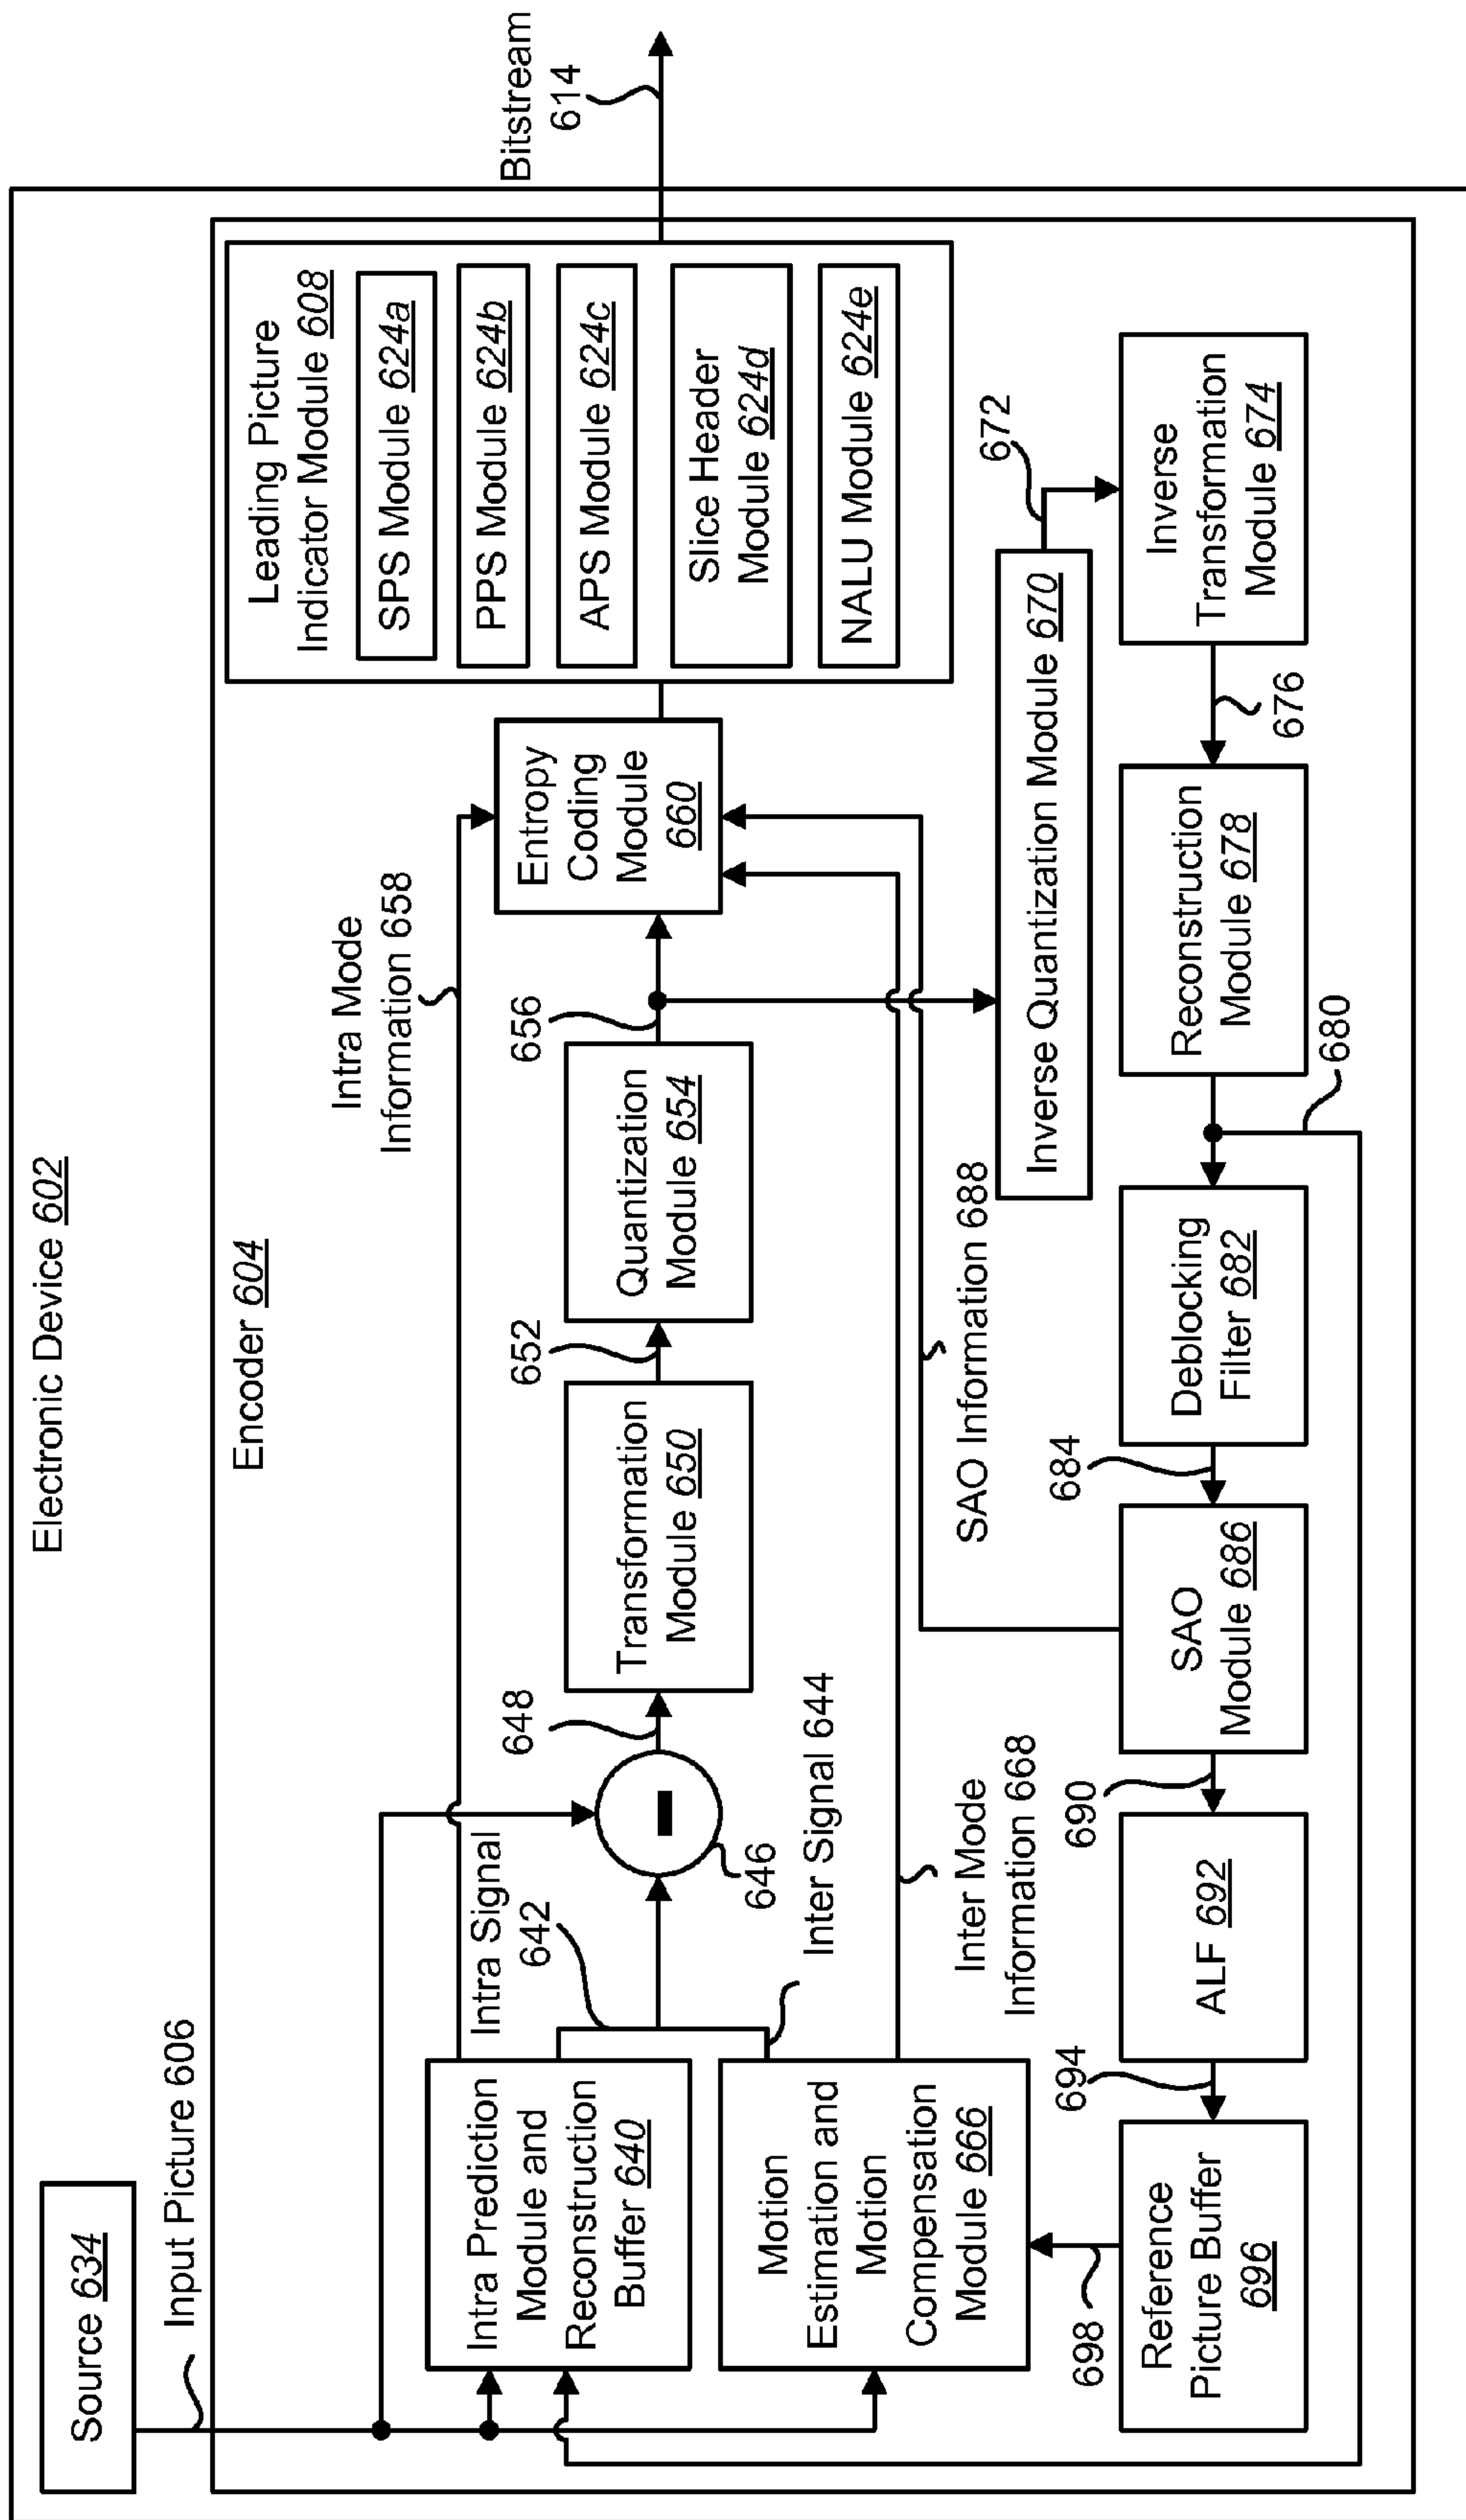 Electronic Device 602
Source 634
Input Picture 606
Encoder 604
Leading Picture
Indicator Module 608
SPS Module 624a
PPS Module 624b
APS Module 624c
Slice Header
Module 624d
NALU Module 624e
Bitstream
614
Intra Mode
Information 658
Intra Prediction
Module and
Reconstruction
Buffer 640
Intra Signal
642
648
646
Transformation
Module 650
652
Quantization
Module 654
656
Entropy
Coding
Module
660
Motion
Estimation and
Motion
Compensation
Module 666
Inter Signal 644
Inter Mode
Information 668
SAO Information 688
Inverse Quantization Module 670
672
Inverse
Transformation
Module 674
676
Reconstruction
Module 678
680
Deblocking
Filter 682
684
SAO
Module 686
690
ALF 692
694
Reference
Picture Buffer
696
698